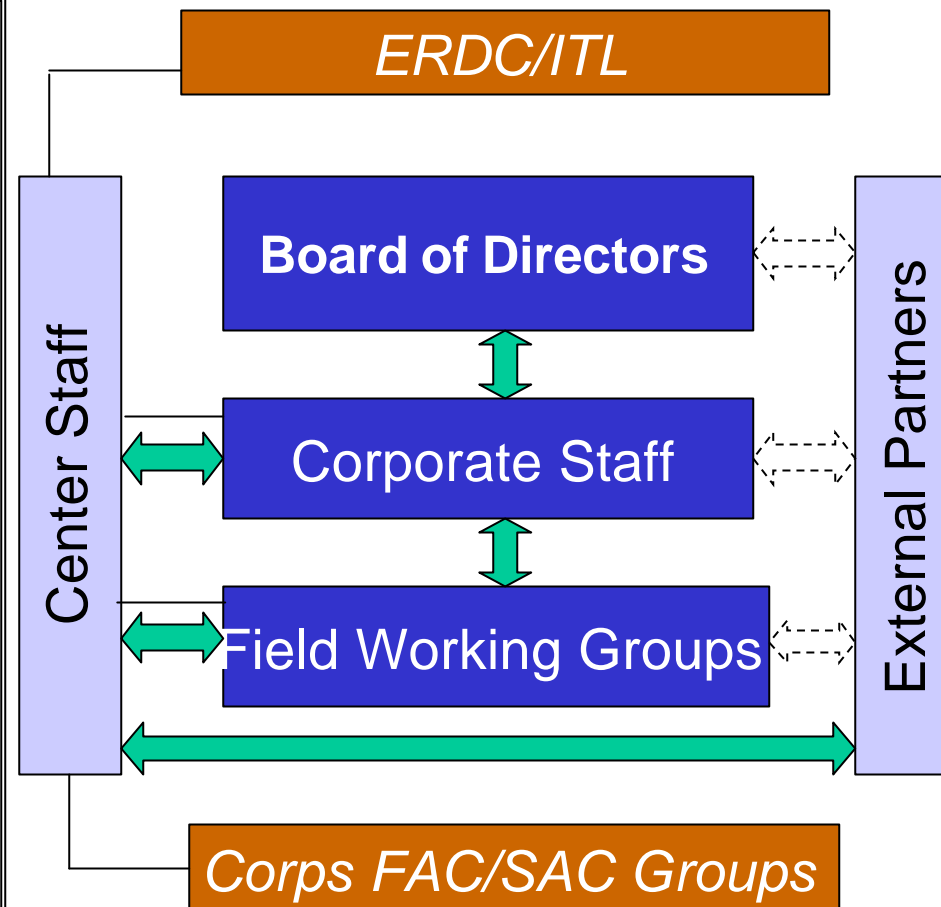 ERDC/ITL
Board of Directors
Center Staff
Corporate Staff
External Partners
Field Working Groups
Corps FAC/SAC Groups